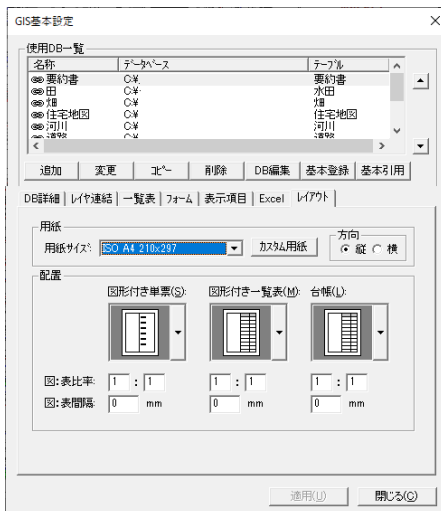 GIS基本設定
使用DB一覧
名称 ﾃﾞｰﾀﾍﾞｰｽ ﾃｰﾌﾞﾙ
要約書 C:¥ 要約書
田 C:¥ 水田
畑 C:¥ 畑
住宅地図 C:¥ 住宅地図
河川 C:¥ 河川
道路 C:¥ 道路
追加 変更 ｺﾋﾟｰ 削除 DB編集 基本登録 基本引用
DB詳細 ﾚｲﾔ連結 一覧表 ﾌｫｰﾑ 表示項目 Excel ﾚｲｱｳﾄ
用紙
用紙ｻｲｽﾞ: ISO A4 210x297 ｶｽﾀﾑ用紙
方向
縦 横
配置
図形付き単票(S): 図形付き一覧表(M): 台帳(L):
図:表比率: 1 : 1 1 : 1 1 : 1
図:表間隔: 0 mm 0 mm 0 mm
適用(U) 閉じる(C)